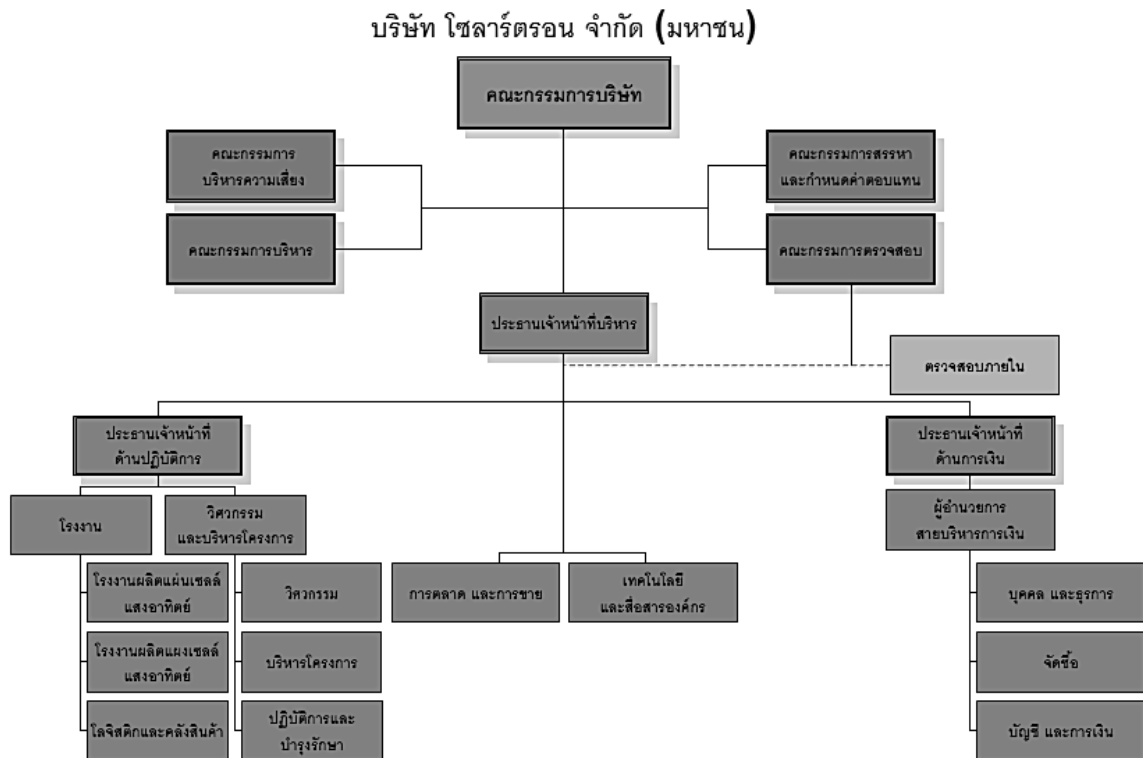 บริษัท โซลาร์ตรอน จำกัด (มหาชน)
คณะกรรมการบริษัท
คณะกรรมการ
บริหารความเสี่ยง
คณะกรรมการสรรหา
และกำหนดค่าตอบแทน
คณะกรรมการบริหาร
คณะกรรมการตรวจสอบ
ประธานเจ้าหน้าที่บริหาร
ตรวจสอบภายใน
ประธานเจ้าหน้าที่
ด้านปฏิบัติการ
ประธานเจ้าหน้าที่
ด้านการเงิน
โรงงาน
วิศวกรรม
และบริหารโครงการ
ผู้อำนวยการ
สายบริหารการเงิน
โรงงานผลิตแผ่นเซลล์
แสงอาทิตย์
วิศวกรรม
การตลาด และการขาย
เทคโนโลยี
และสื่อสารองค์กร
บุคคล และธุรการ
โรงงานผลิตแผงเซลล์
แสงอาทิตย์
บริหารโครงการ
จัดซื้อ
โลจิสติกและคลังสินค้า
ปฏิบัติการและ
บำรุงรักษา
บัญชี และการเงิน